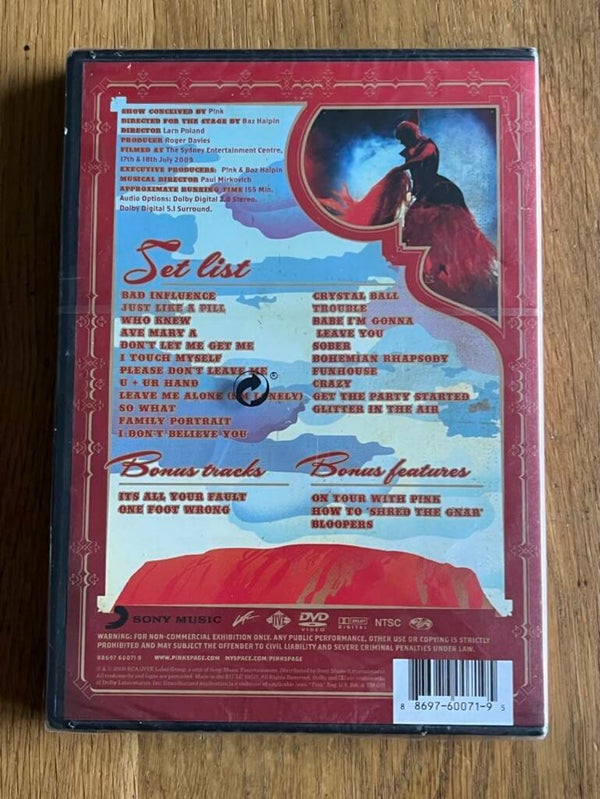 SHOW CONCEIVED BY P!nk
DIRECTED FOR THE STAGE BY Baz Halpin
DIRECTOR Larn Poland
PRODUCER Roger Davies
FILMED AT The Sydney Entertainment Centre,
17th & 18th July 2009
EXECUTIVE PRODUCERS: P!nk & Baz Halpin
MUSICAL DIRECTOR Paul Mirkovich
APPROXIMATE RUNNING TIME 155 Min.
Audio Options: Dolby Digital 2.0 Stereo.
Dolby Digital 5.1 Surround.
Set list
BAD INFLUENCE
JUST LIKE A PILL
WHO KNEW
AVE MARY A
DON'T LET ME GET ME
I TOUCH MYSELF
PLEASE DON'T LEAVE ME
U + UR HAND
LEAVE ME ALONE (I'M LONELY)
SO WHAT
FAMILY PORTRAIT
I DON'T BELIEVE YOU
CRYSTAL BALL
TROUBLE
BABE I'M GONNA
LEAVE YOU
SOBER
BOHEMIAN RHAPSODY
FUNHOUSE
CRAZY
GET THE PARTY STARTED
GLITTER IN THE AIR
Bonus tracks
ITS ALL YOUR FAULT
ONE FOOT WRONG
Bonus features
ON TOUR WITH PINK
HOW TO 'SHRED THE GNAR'
BLOOPERS
SONY MUSIC LIVE DVD VIDEO DOLBY DIGITAL NTSC
WARNING: FOR NON-COMMERCIAL EXHIBITION ONLY. ANY PUBLIC PERFORMANCE, OTHER USE OR COPYING IS STRICTLY
PROHIBITED AND MAY SUBJECT THE OFFENDER TO CIVIL LIABILITY AND SEVERE CRIMINAL PENALTIES UNDER LAW.
88697 60071 9 WWW.PINKSPAGE.COM MYSPACE.COM/PINKSPAGE
8 8697-60071-9 5